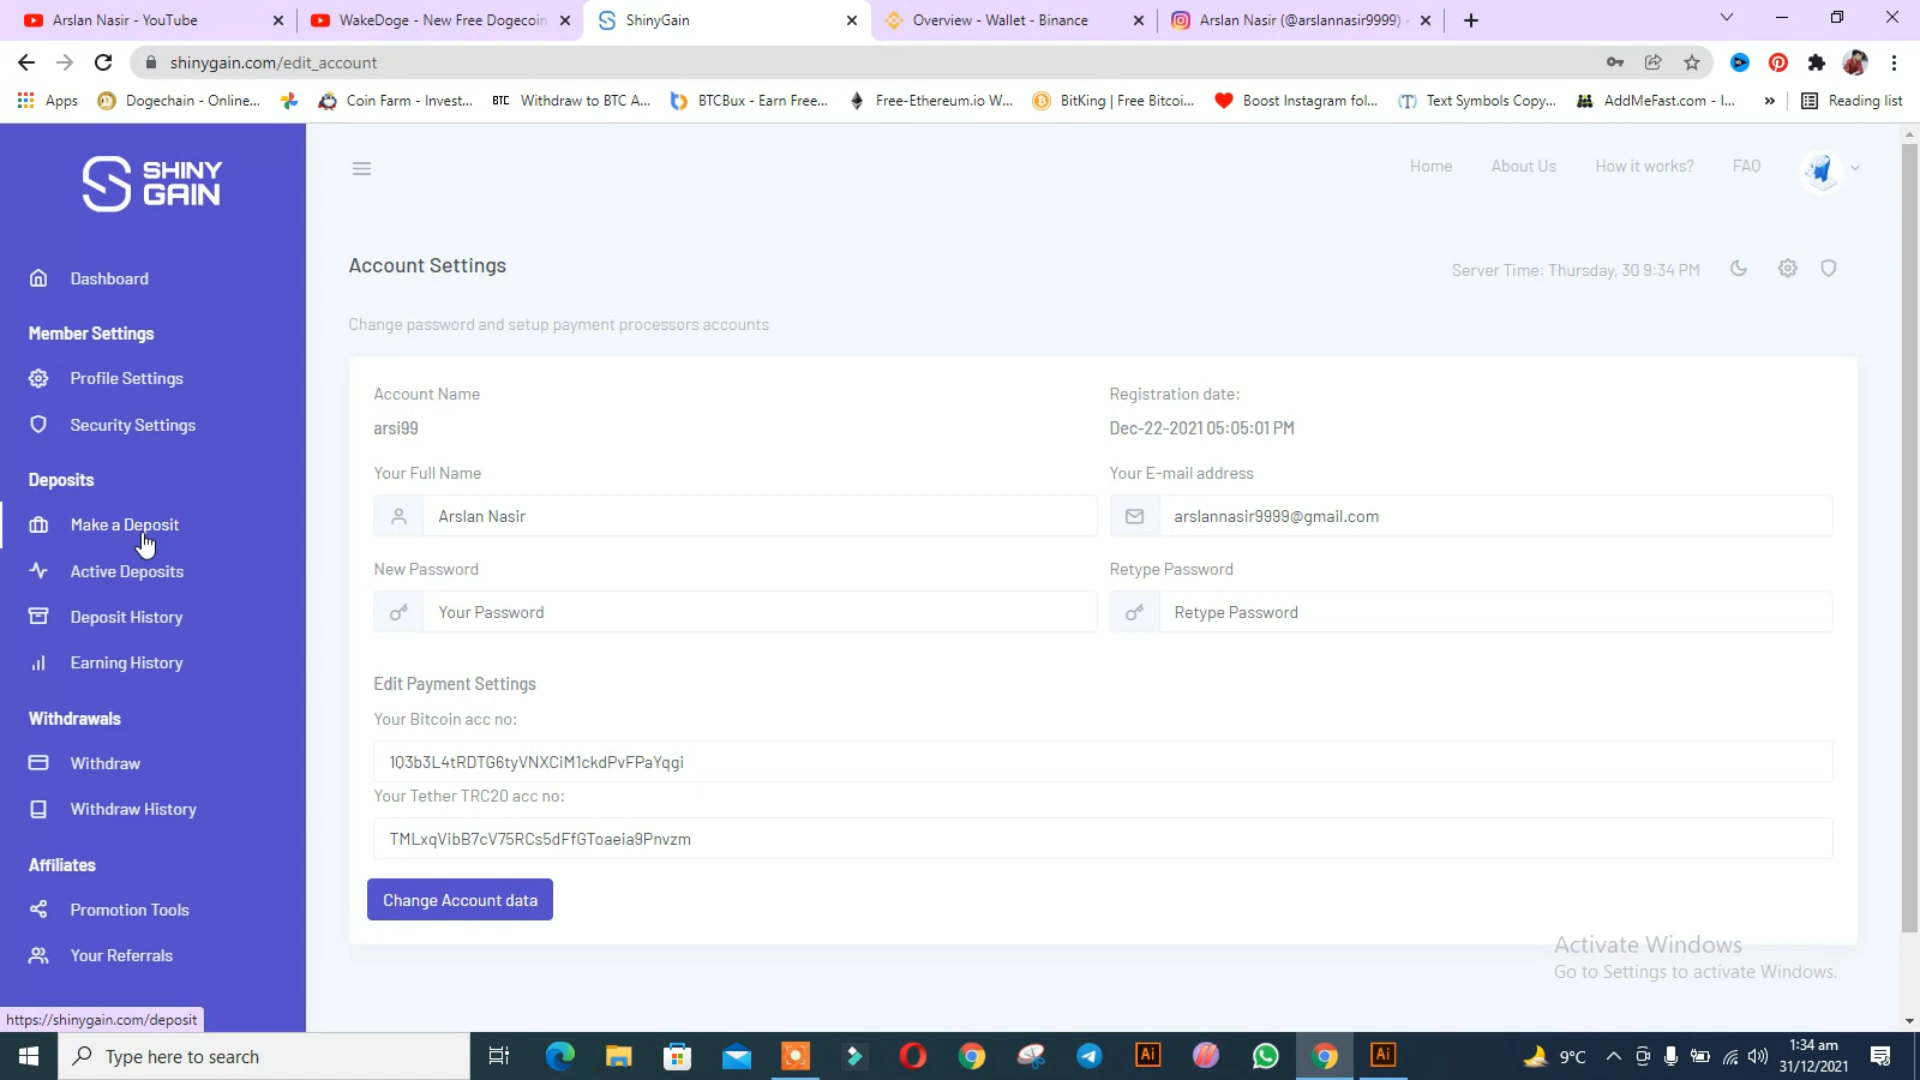 Arslan Nasir - YouTube
WakeDoge - New Free Dogecoin
ShinyGain
Overview - Wallet - Binance
Arslan Nasir (@arslannasir9999) -
shinygain.com/edit_account
Apps
Dogechain - Online...
Coin Farm - Invest...
BTC Withdraw to BTC A...
BTCBux - Earn Free...
Free-Ethereum.io W...
BitKing | Free Bitcoi...
Boost Instagram fol...
Text Symbols Copy...
AddMeFast.com - I...
»
Reading list
SHINY
GAIN
Home
About Us
How it works?
FAQ
Account Settings
Server Time: Thursday, 30 9:34 PM
Dashboard
Change password and setup payment processors accounts
Member Settings
Profile Settings
Security Settings
Deposits
Make a Deposit
Active Deposits
Deposit History
Earning History
Withdrawals
Withdraw
Withdraw History
Affiliates
Promotion Tools
Your Referrals
Account Name
arsi99
Registration date:
Dec-22-2021 05:05:01 PM
Your Full Name
Arslan Nasir
Your E-mail address
arslannasir9999@gmail.com
New Password
Your Password
Retype Password
Retype Password
Edit Payment Settings
Your Bitcoin acc no:
1Q3b3L4tRDTG6tyVNXCiM1ckdPvFPaYqgi
Your Tether TRC20 acc no:
TMLxqVibB7cV75RCs5dFfGToaeia9Pnvzm
Change Account data
Activate Windows
Go to Settings to activate Windows.
https://shinygain.com/deposit
Type here to search
Ai
Ai
9°C
1:34 am
31/12/2021